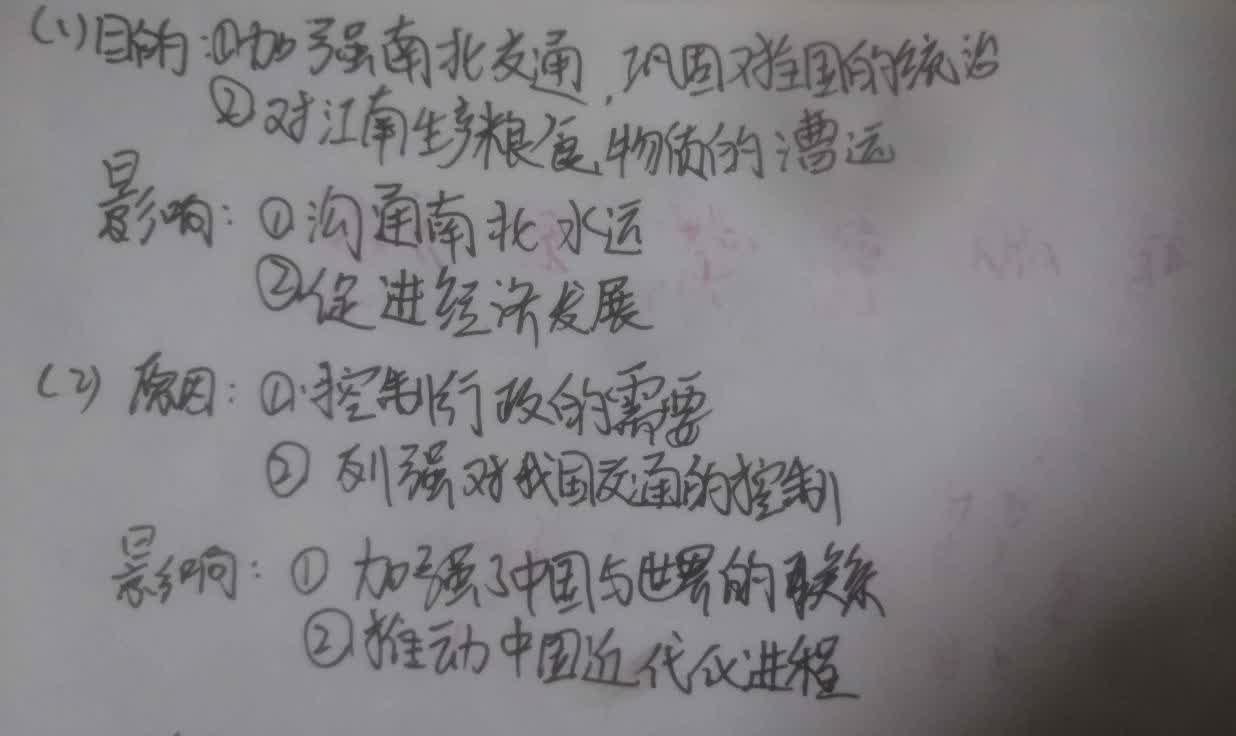 (1)目的:①加强南北交通,巩固对全国的统治
②对江南生产粮食、物质的漕运
影响:①沟通南北水运
②促进经济发展
(2)原因:①控制行政的需要
②列强对我国交通的控制
影响:①加强了中国与世界的联系
②推动中国近代化进程